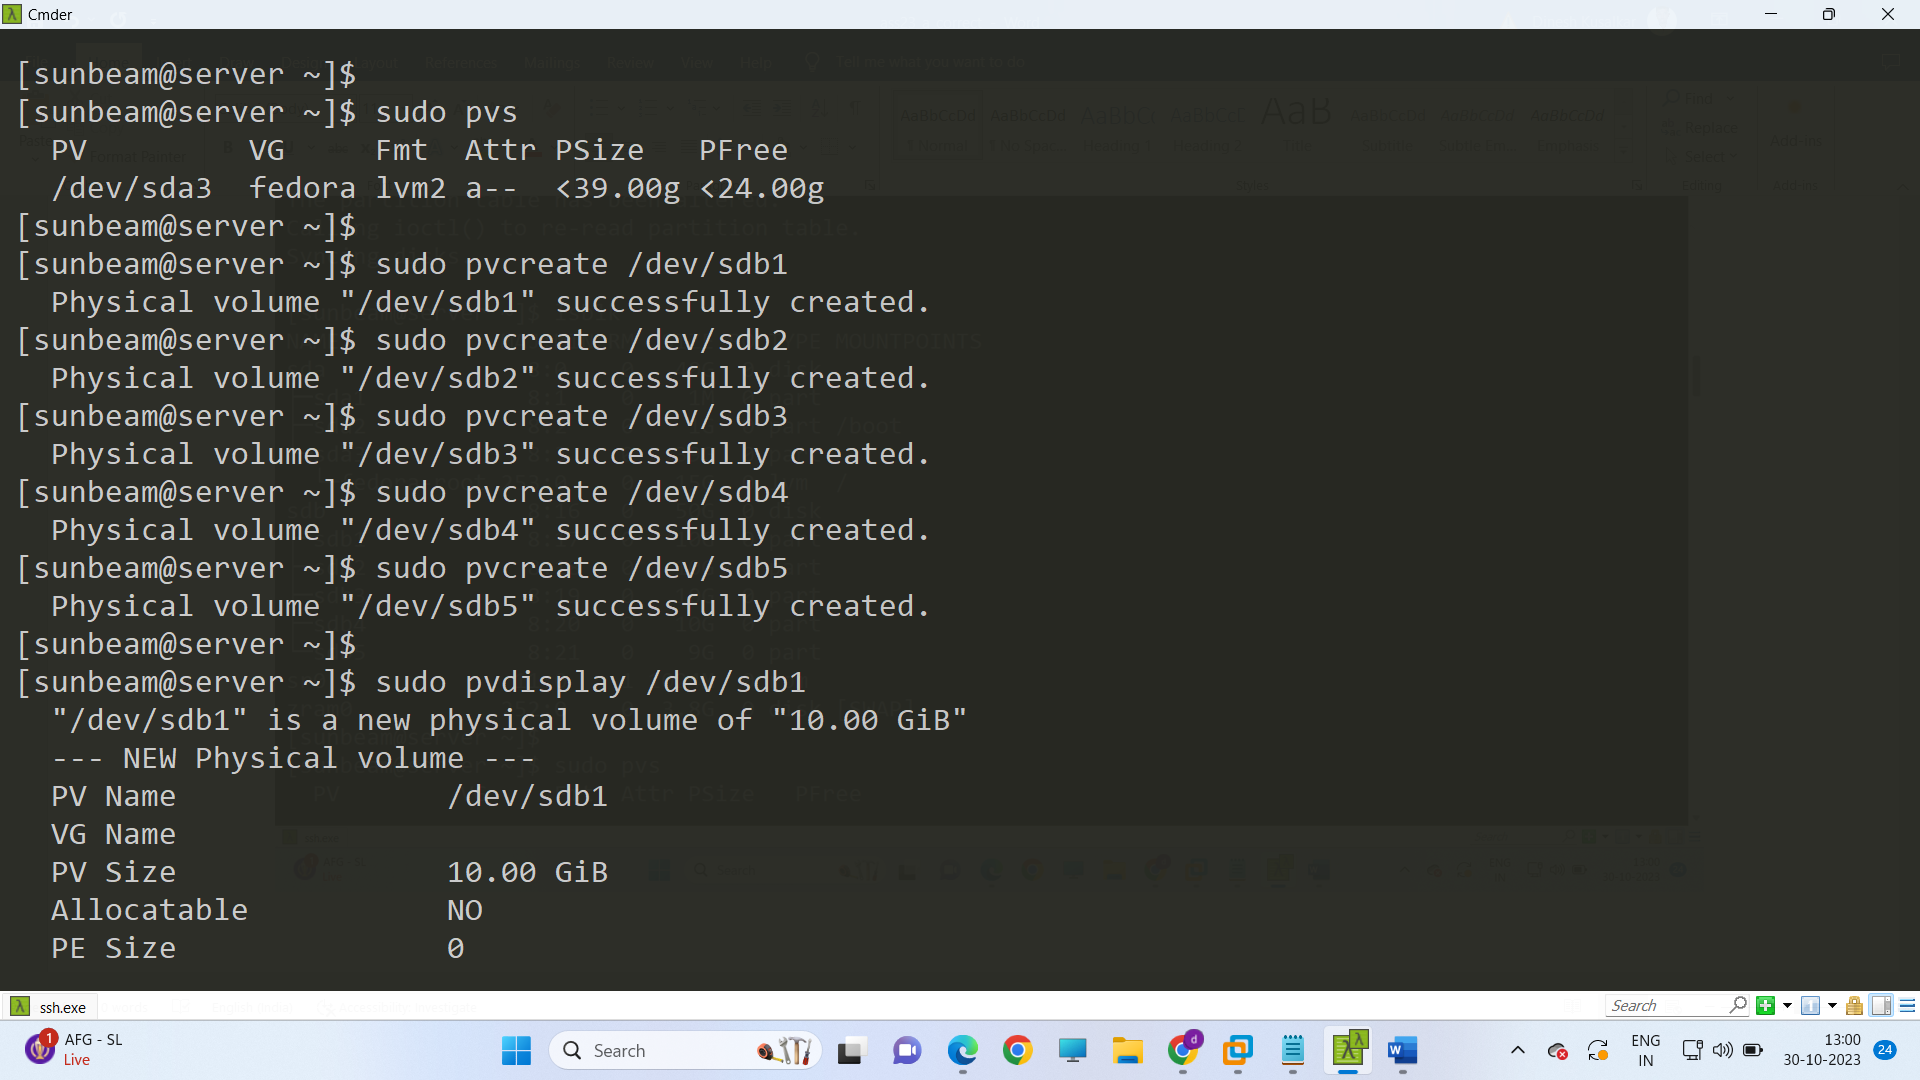 Cmder
[sunbeam@server ~]$
[sunbeam@server ~]$ sudo pvs
  PV         VG     Fmt  Attr PSize   PFree
  /dev/sda3  fedora lvm2 a--  <39.00g <24.00g
[sunbeam@server ~]$
[sunbeam@server ~]$ sudo pvcreate /dev/sdb1
  Physical volume "/dev/sdb1" successfully created.
[sunbeam@server ~]$ sudo pvcreate /dev/sdb2
  Physical volume "/dev/sdb2" successfully created.
[sunbeam@server ~]$ sudo pvcreate /dev/sdb3
  Physical volume "/dev/sdb3" successfully created.
[sunbeam@server ~]$ sudo pvcreate /dev/sdb4
  Physical volume "/dev/sdb4" successfully created.
[sunbeam@server ~]$ sudo pvcreate /dev/sdb5
  Physical volume "/dev/sdb5" successfully created.
[sunbeam@server ~]$
[sunbeam@server ~]$ sudo pvdisplay /dev/sdb1
  "/dev/sdb1" is a new physical volume of "10.00 GiB"
  --- NEW Physical volume ---
  PV Name               /dev/sdb1
  VG Name
  PV Size               10.00 GiB
  Allocatable           NO
  PE Size               0
ssh.exe
Search
1
AFG - SL
Live
Search
d
ENG
IN
13:00
30-10-2023
24